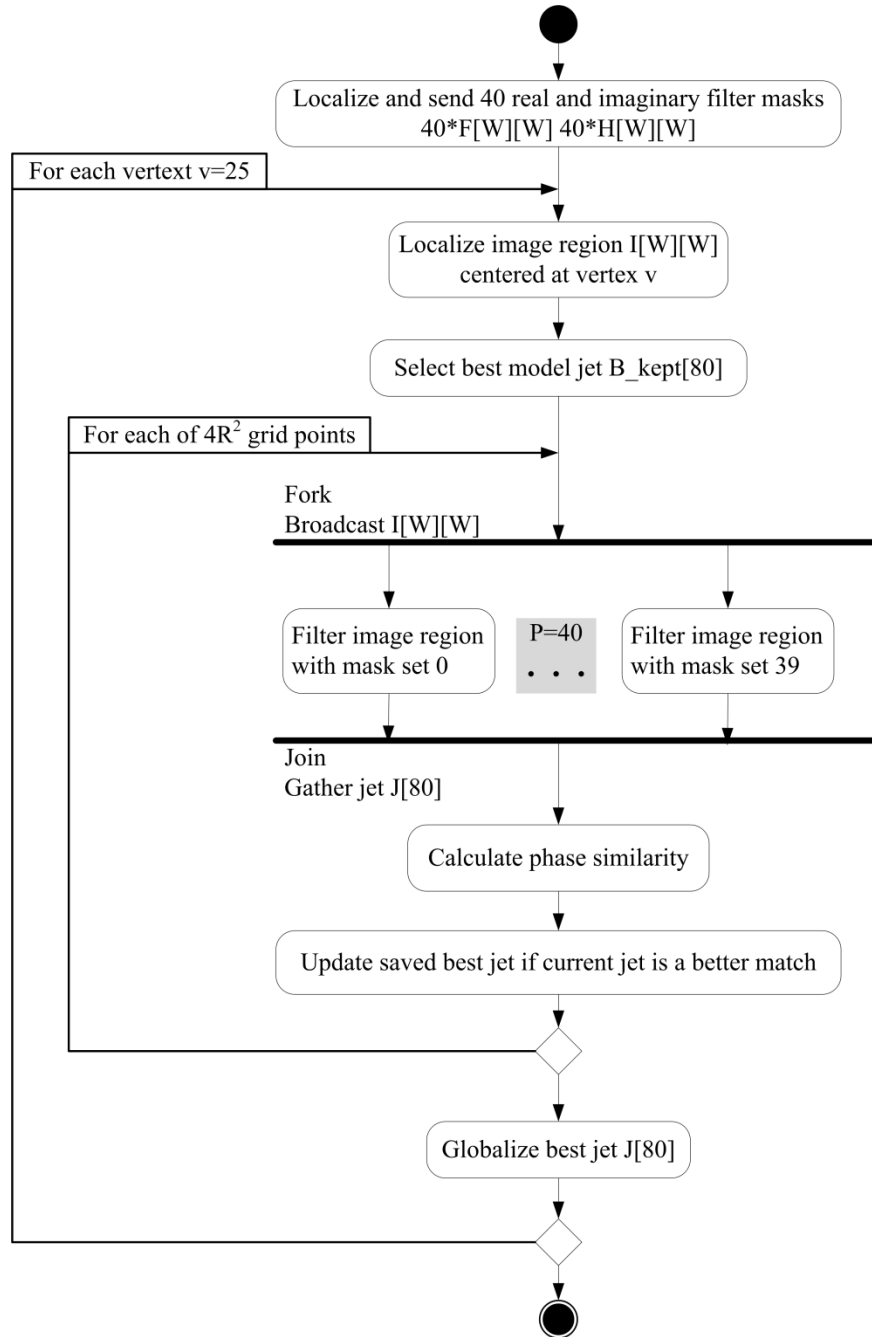 Localize and send 40 real and imaginary filter masks
40*F[W][W] 40*H[W][W]
For each vertext v=25
Localize image region I[W][W]
centered at vertex v
Select best model jet B_kept[80]
For each of 4R² grid points
Fork
Broadcast I[W][W]
Filter image region
with mask set 0
P=40
. . .
Filter image region
with mask set 39
Join
Gather jet J[80]
Calculate phase similarity
Update saved best jet if current jet is a better match
Globalize best jet J[80]